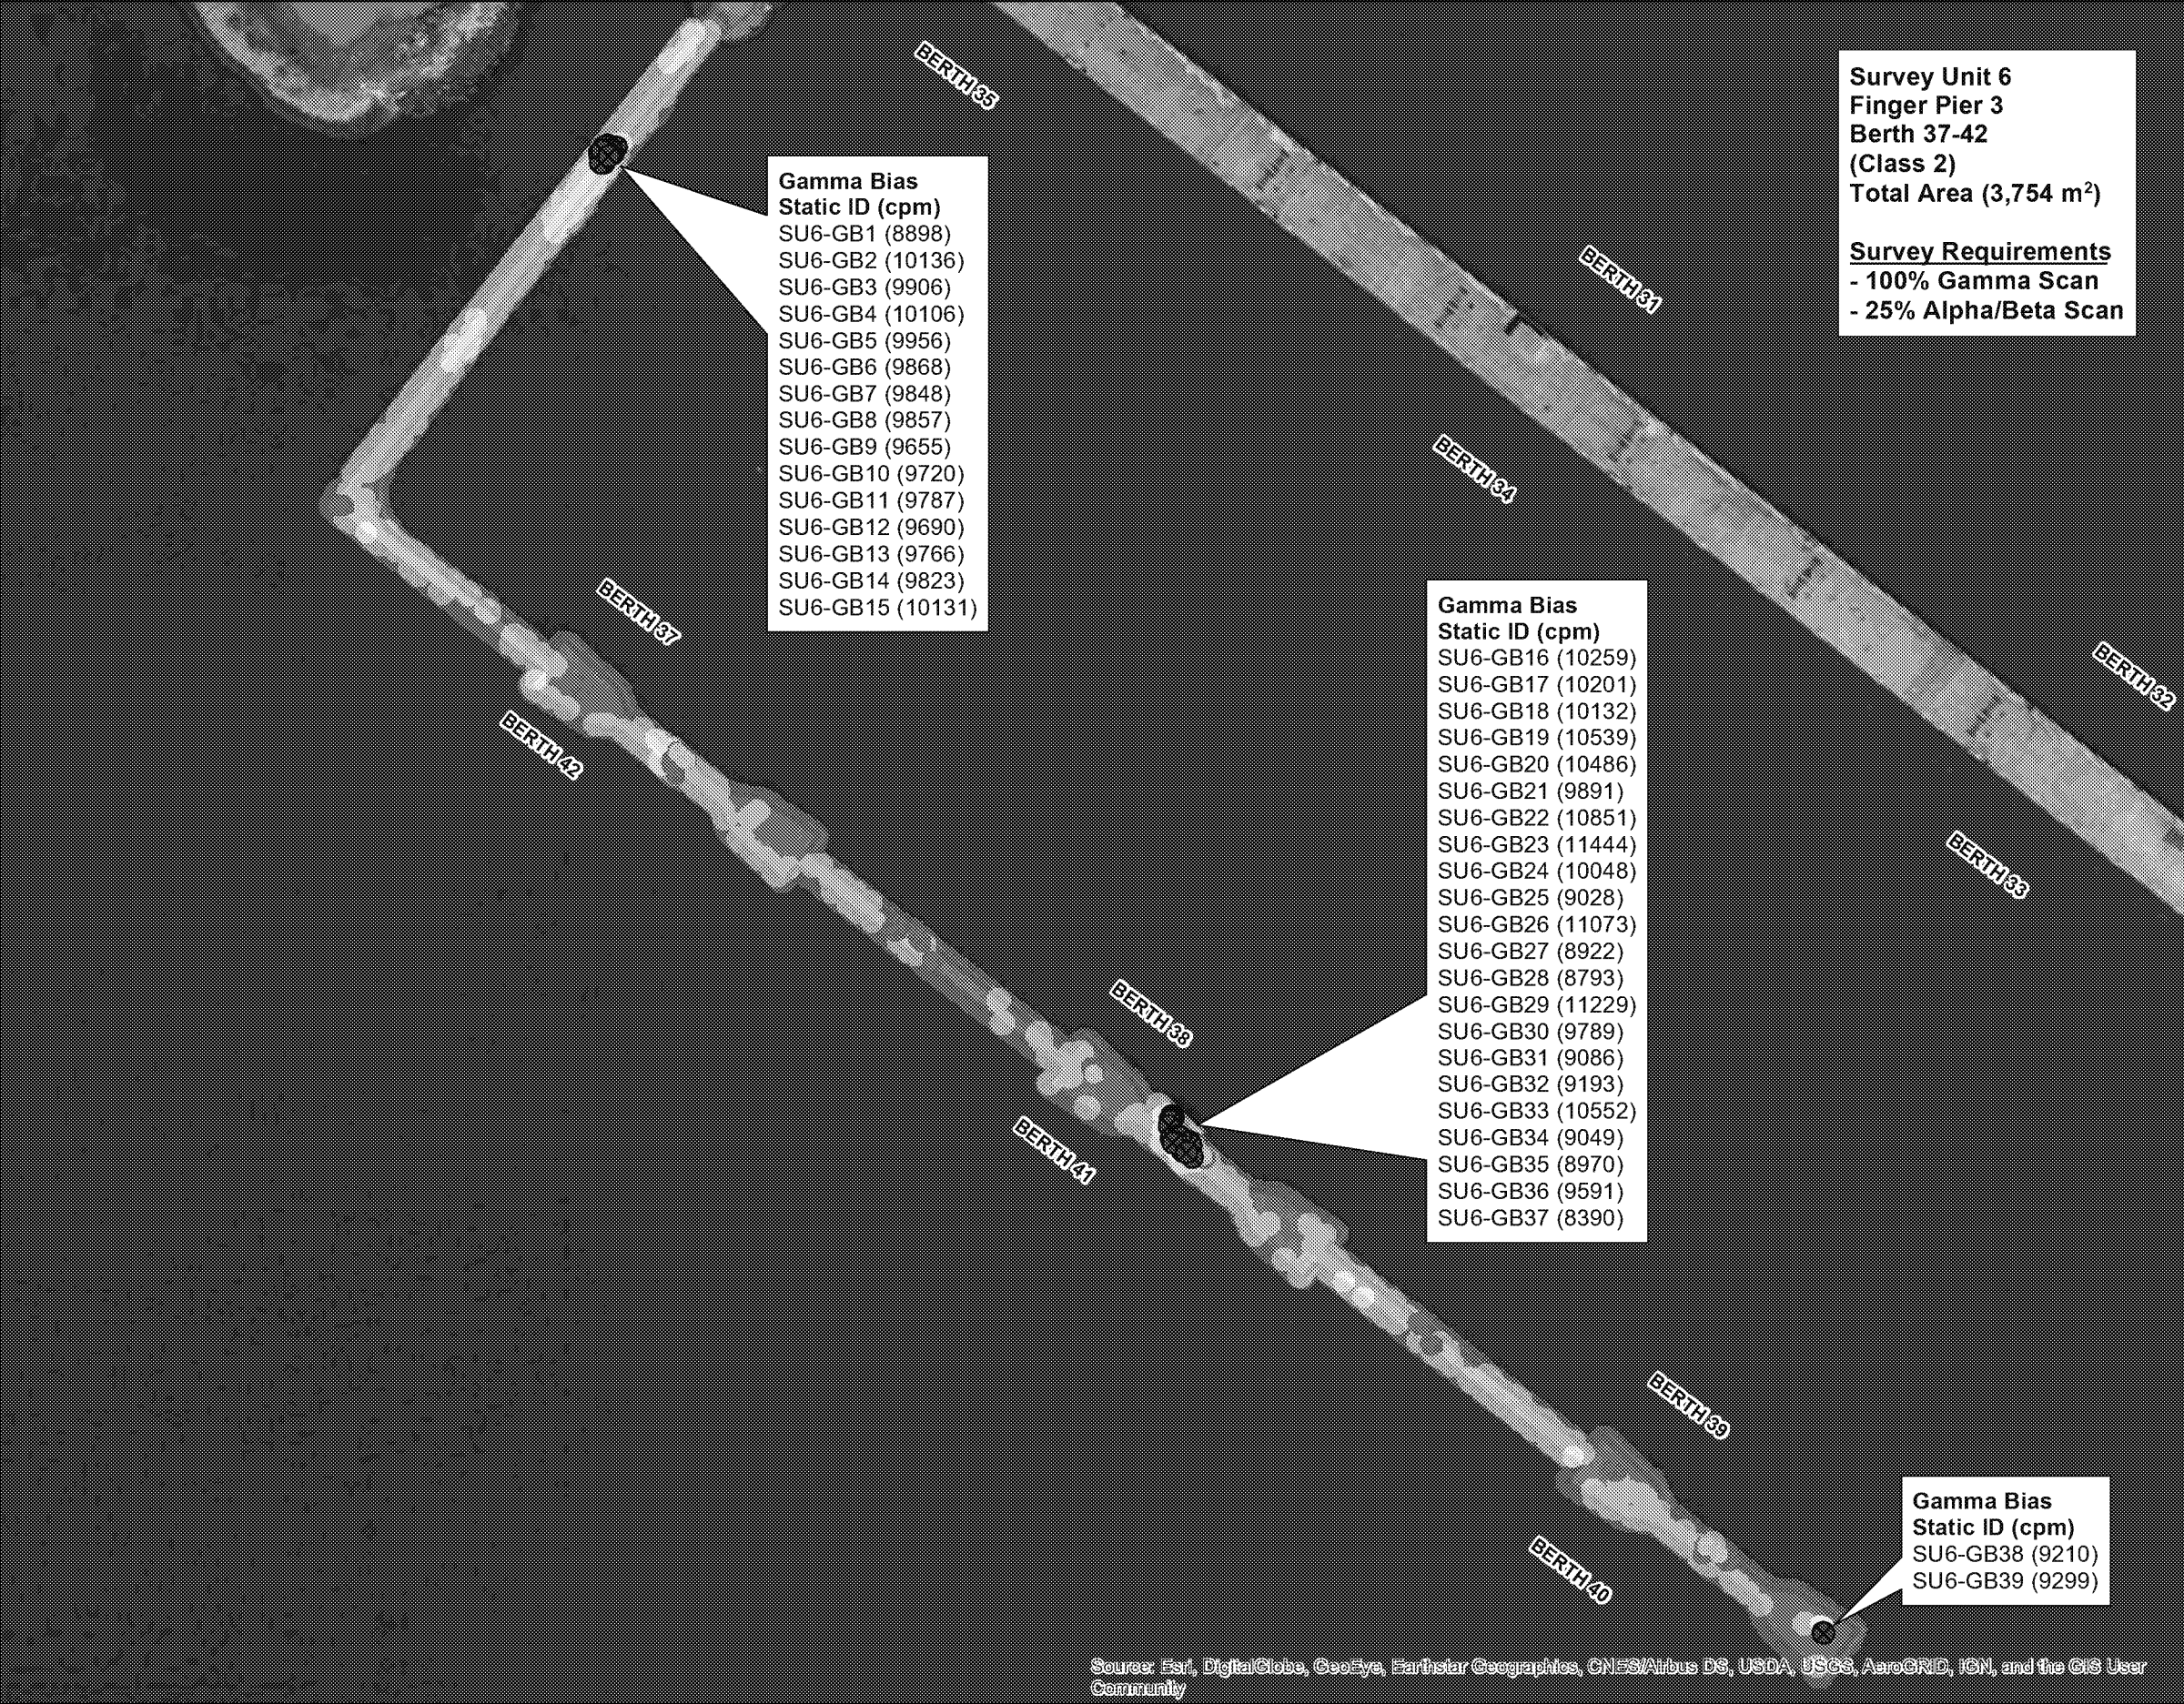 BERTH 35
Survey Unit 6
Finger Pier 3
Berth 37-42
(Class 2)
Total Area (3,754 m²)
Survey Requirements
- 100% Gamma Scan
- 25% Alpha/Beta Scan
Gamma Bias
Static ID (cpm)
SU6-GB1 (8898)
SU6-GB2 (10136)
SU6-GB3 (9906)
SU6-GB4 (10106)
SU6-GB5 (9956)
SU6-GB6 (9868)
SU6-GB7 (9848)
SU6-GB8 (9857)
SU6-GB9 (9655)
SU6-GB10 (9720)
SU6-GB11 (9787)
SU6-GB12 (9690)
SU6-GB13 (9766)
SU6-GB14 (9823)
SU6-GB15 (10131)
BERTH 31
BERTH 34
BERTH 37
BERTH 42
BERTH 32
BERTH 33
Gamma Bias
Static ID (cpm)
SU6-GB16 (10259)
SU6-GB17 (10201)
SU6-GB18 (10132)
SU6-GB19 (10539)
SU6-GB20 (10486)
SU6-GB21 (9891)
SU6-GB22 (10851)
SU6-GB23 (11444)
SU6-GB24 (10048)
SU6-GB25 (9028)
SU6-GB26 (11073)
SU6-GB27 (8922)
SU6-GB28 (8793)
SU6-GB29 (11229)
SU6-GB30 (9789)
SU6-GB31 (9086)
SU6-GB32 (9193)
SU6-GB33 (10552)
SU6-GB34 (9049)
SU6-GB35 (8970)
SU6-GB36 (9591)
SU6-GB37 (8390)
BERTH 38
BERTH 41
BERTH 39
BERTH 40
Gamma Bias
Static ID (cpm)
SU6-GB38 (9210)
SU6-GB39 (9299)
Source: Esri, DigitalGlobe, GeoEye, Earthstar Geographics, CNES/Airbus DS, USDA, USGS, AeroGRID, IGN, and the GIS User
Community